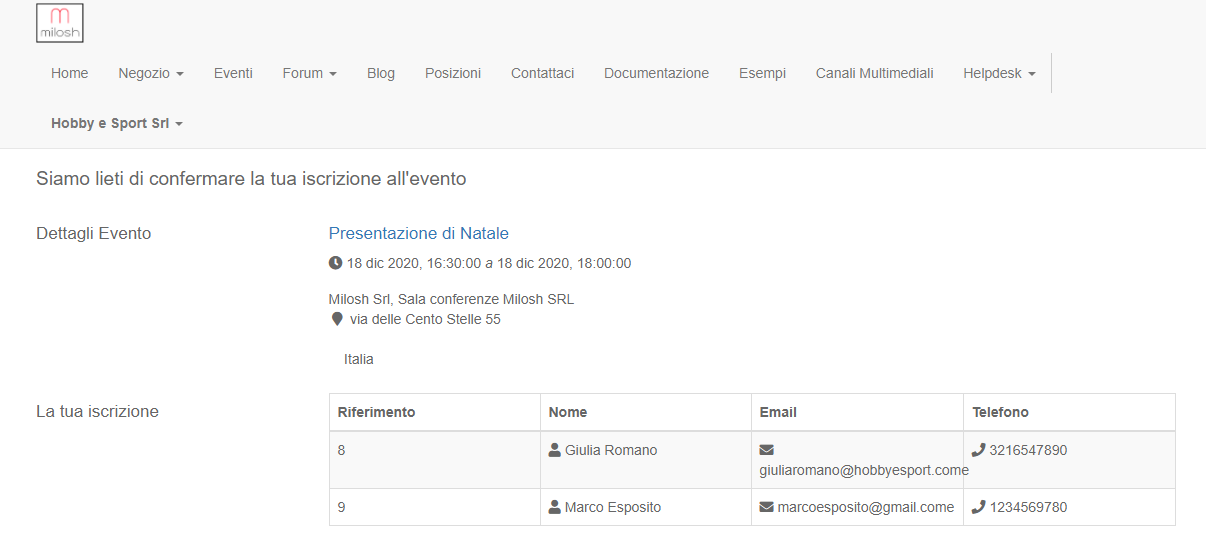 m
milosh
Home Negozio Eventi Forum Blog Posizioni Contattaci Documentazione Esempi Canali Multimediali Helpdesk
Hobby e Sport Srl
Siamo lieti di confermare la tua iscrizione all'evento
Dettagli Evento
Presentazione di Natale
18 dic 2020, 16:30:00 a 18 dic 2020, 18:00:00
Milosh Srl, Sala conferenze Milosh SRL
via delle Cento Stelle 55
Italia
La tua iscrizione
Riferimento Nome Email Telefono
8 Giulia Romano giuliaromano@hobbyesport.come 3216547890
9 Marco Esposito marcoesposito@gmail.come 1234569780